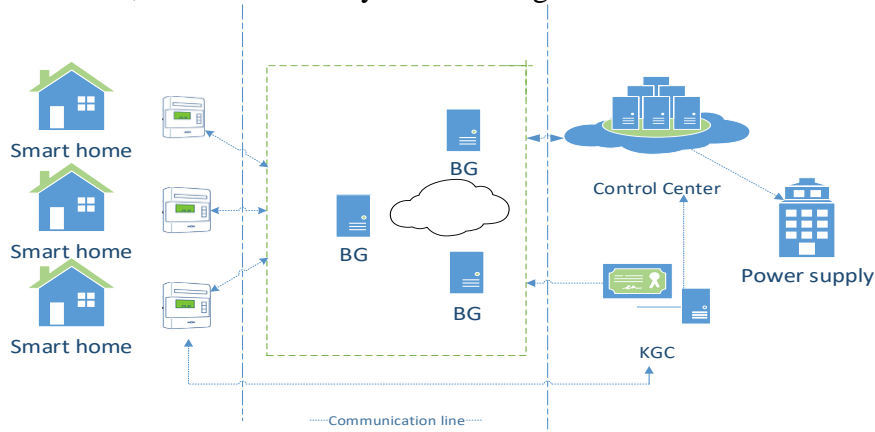 Smart home
Smart home
Smart home
BG
BG
BG
Control Center
Power supply
KGC
Communication line